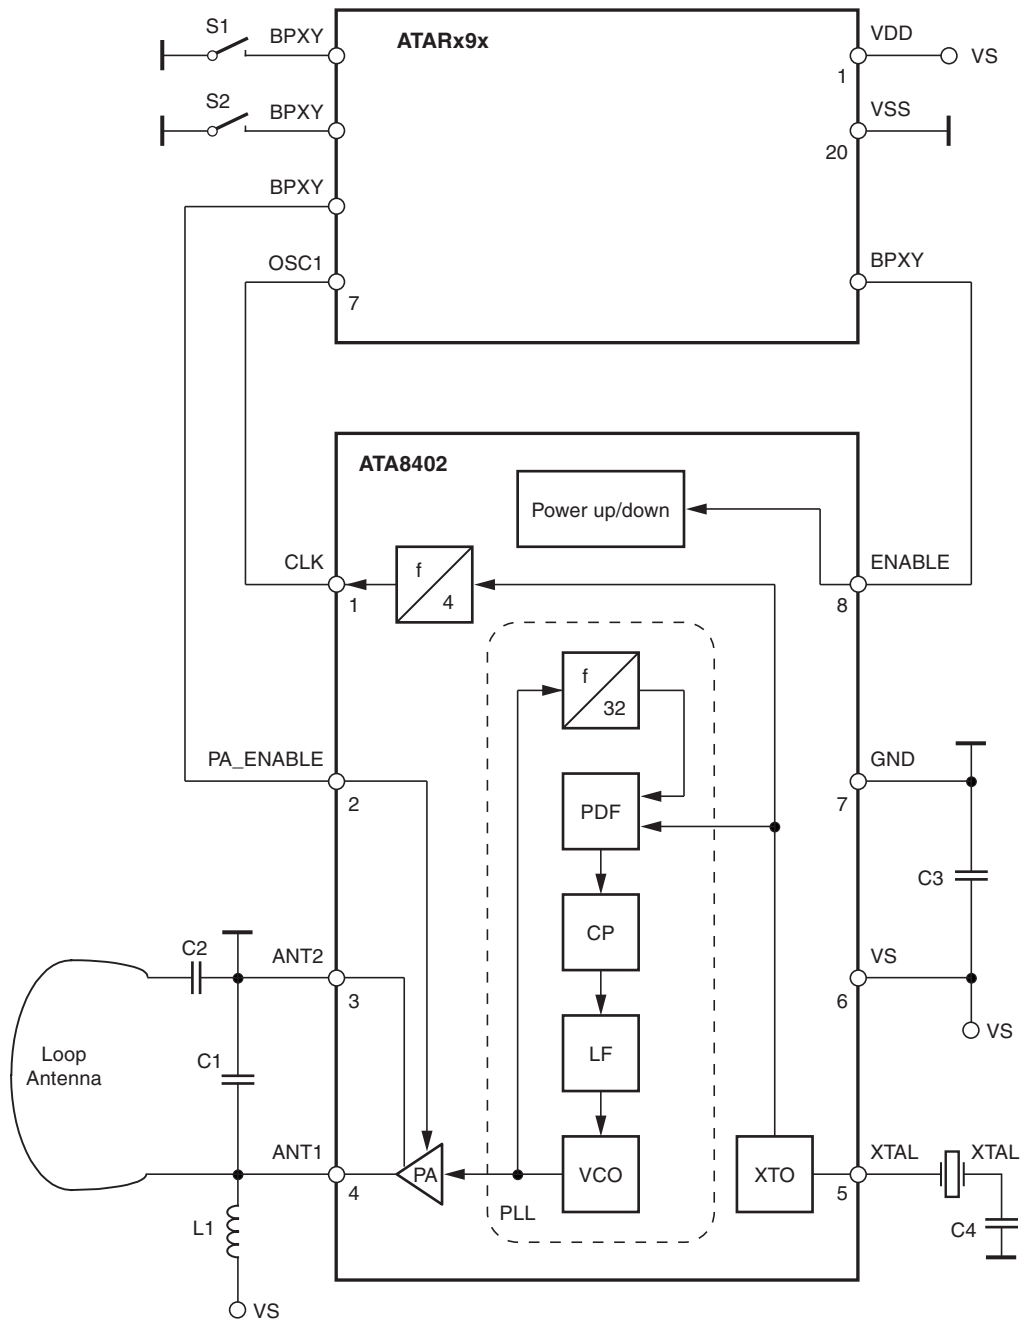 S1
BPXY
ATARx9x
VDD
1
VS
S2
BPXY
VSS
20
BPXY
OSC1
7
BPXY
ATA8402
Power up/down
CLK
1
f
4
ENABLE
8
f
32
PA_ENABLE
2
PDF
GND
7
C3
CP
C2
ANT2
3
VS
6
VS
Loop
Antenna
C1
LF
ANT1
4
PA
VCO
XTO
XTAL
5
XTAL
PLL
L1
C4
VS